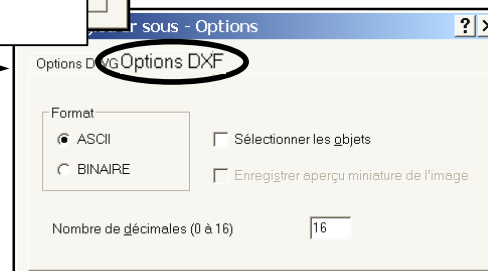 sous - Options
Options DWG Options DXF
Format
ASCII
Sélectionner les objets
BINAIRE
Enregistrer aperçu miniature de l'image
Nombre de décimales (0 à 16)
16